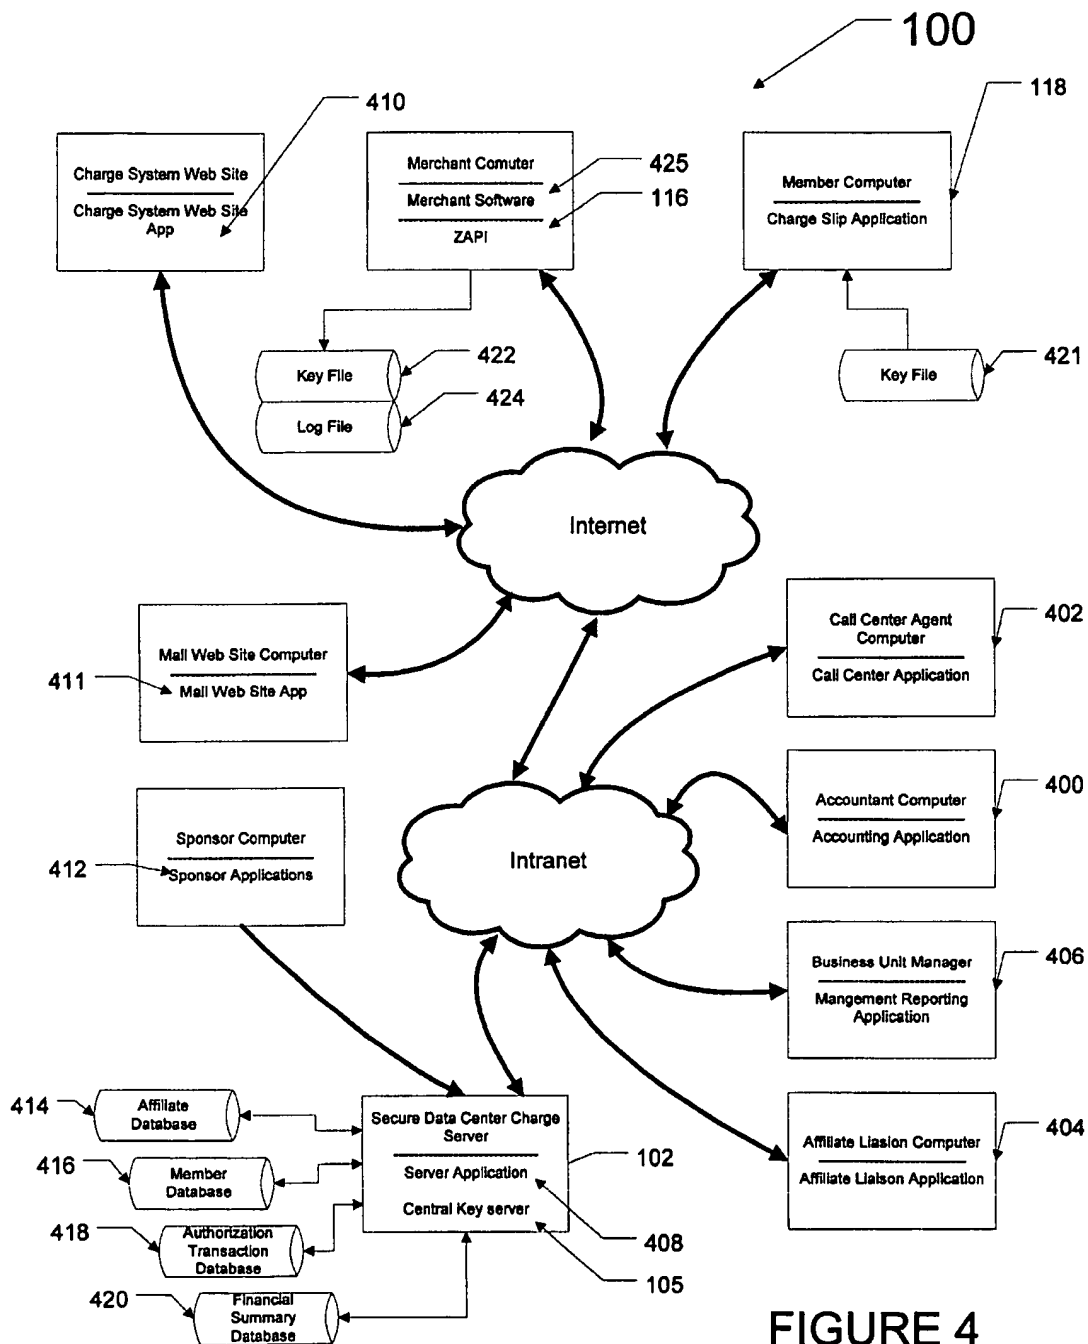 100
410
118
Charge System Web Site
Charge System Web Site
App
Merchant Comuter
Merchant Software
ZAPI
425
116
Member Computer
Charge Slip Application
Key File
Log File
422
424
Key File
421
Internet
Mall Web Site Computer
Mall Web Site App
411
Call Center Agent
Computer
Call Center Application
402
Sponsor Computer
Sponsor Applications
412
Intranet
Accountant Computer
Accounting Application
400
Business Unit Manager
Mangement Reporting
Application
406
414
Affiliate
Database
416
Member
Database
418
Authorization
Transaction
Database
420
Financial
Summary
Database
Secure Data Center Charge
Server
Server Application
Central Key server
102
408
105
Affiliate Liasion Computer
Affiliate Liaison Application
404
FIGURE 4